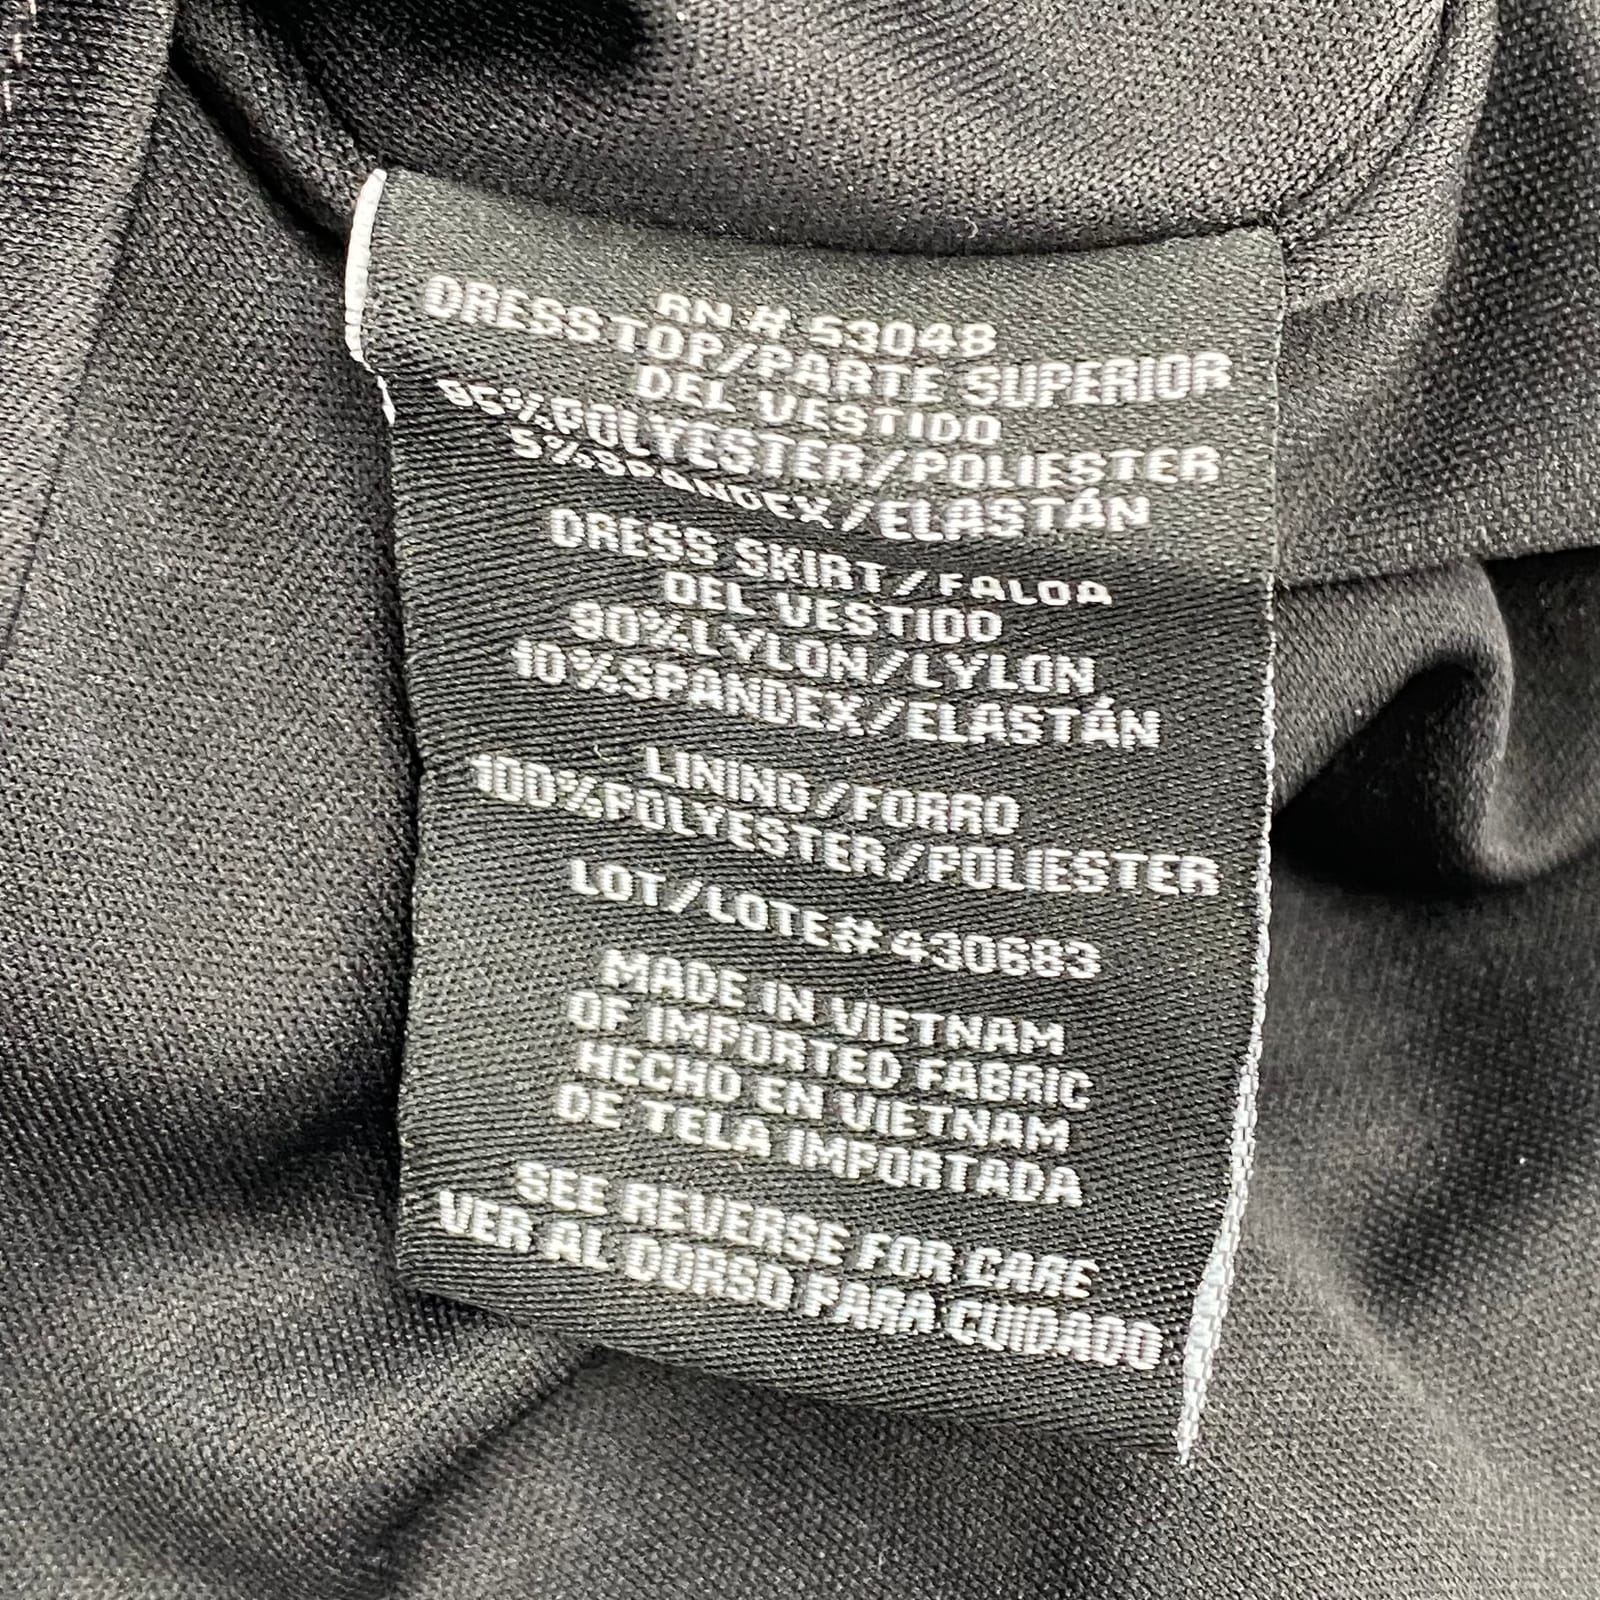 RN # 53048
DRESS TOP/PARTE SUPERIOR
DEL VESTIDO
95%POLYESTER/POLIESTER
5%SPANDEX/ELASTÁN
DRESS SKIRT/FALDA
DEL VESTIDO
90%LYLON/LYLON
10%SPANDEX/ELASTÁN
LINING/FORRO
100%POLYESTER/POLIESTER
LOT/LOTE#430683
MADE IN VIETNAM
OF IMPORTED FABRIC
HECHO EN VIETNAM
DE TELA IMPORTADA
SEE REVERSE FOR CARE
VER AL DORSO PARA CUIDADO